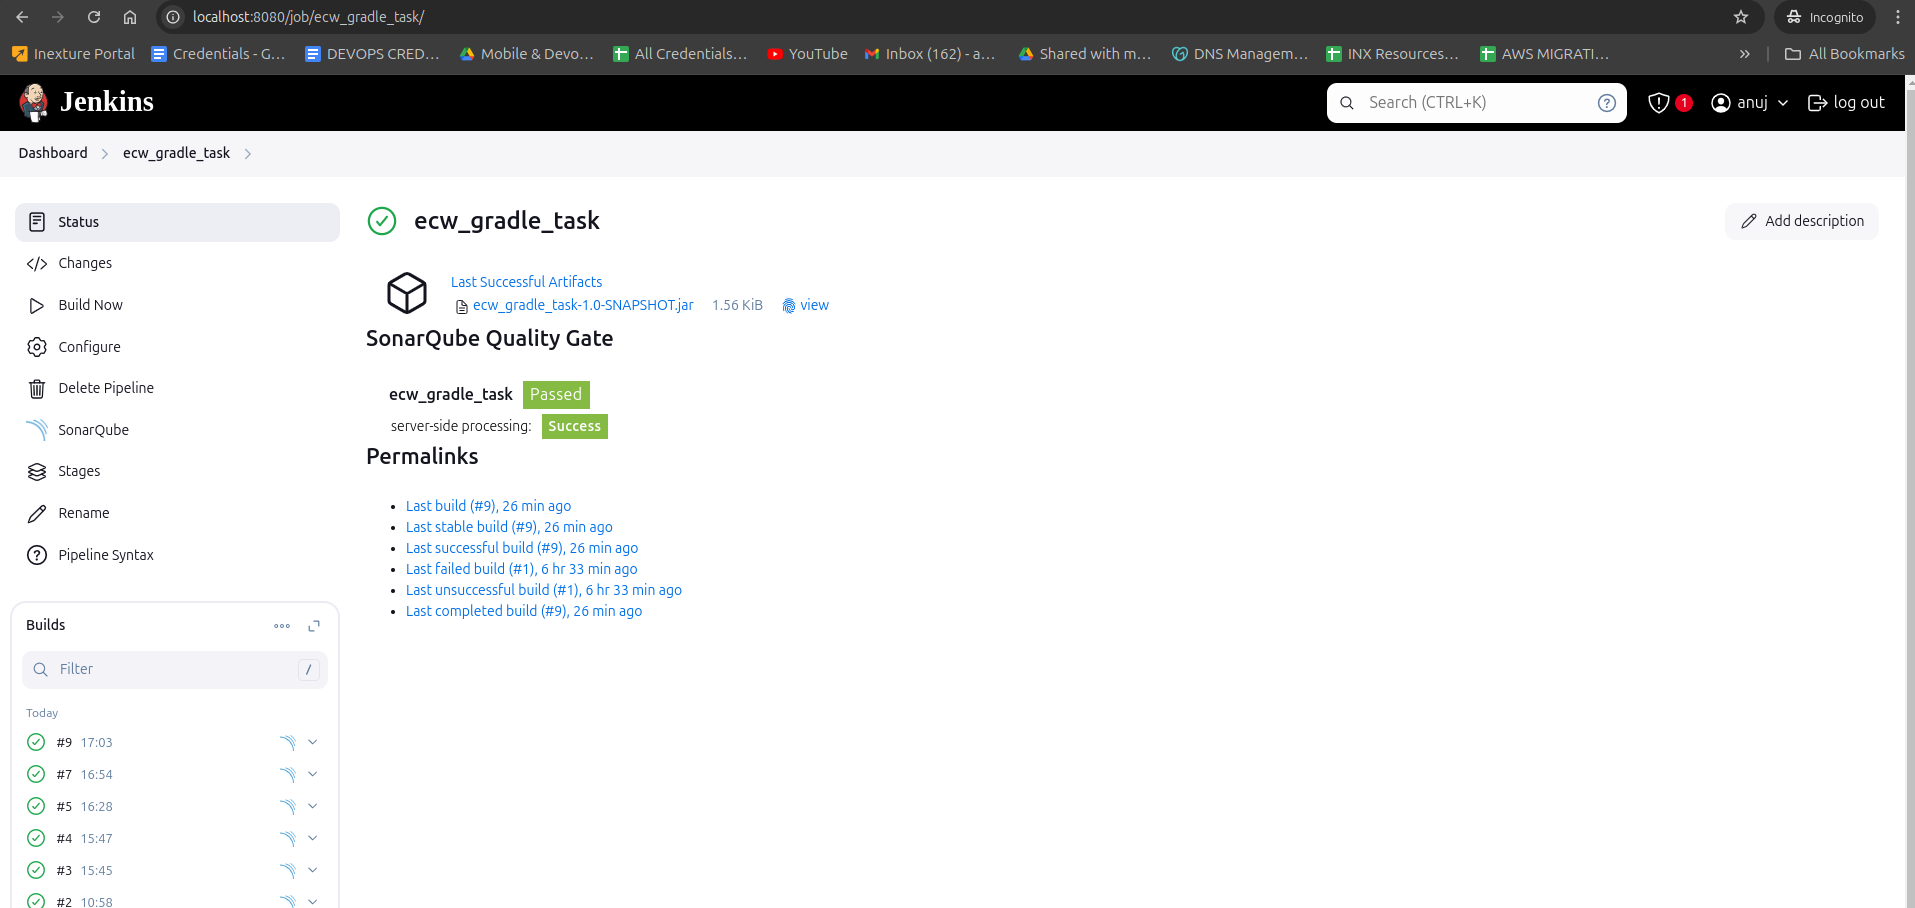 localhost:8080/job/ecw_gradle_task/
Incognito
Inexture Portal
Credentials - G...
DEVOPS CRED...
Mobile & Devo...
All Credentials...
YouTube
Inbox (162) - a...
Shared with m...
DNS Managem...
INX Resources...
AWS MIGRATI...
»
All Bookmarks
Jenkins
Search (CTRL+K)
1
anuj
log out
Dashboard
ecw_gradle_task
Status
Changes
Build Now
Configure
Delete Pipeline
SonarQube
Stages
Rename
Pipeline Syntax
Builds
Filter
/
Today
#9 17:03
#7 16:54
#5 16:28
#4 15:47
#3 15:45
#2 10:58
ecw_gradle_task
Add description
Last Successful Artifacts
ecw_gradle_task-1.0-SNAPSHOT.jar 1.56 KiB view
SonarQube Quality Gate
ecw_gradle_task Passed
server-side processing: Success
Permalinks
Last build (#9), 26 min ago
Last stable build (#9), 26 min ago
Last successful build (#9), 26 min ago
Last failed build (#1), 6 hr 33 min ago
Last unsuccessful build (#1), 6 hr 33 min ago
Last completed build (#9), 26 min ago